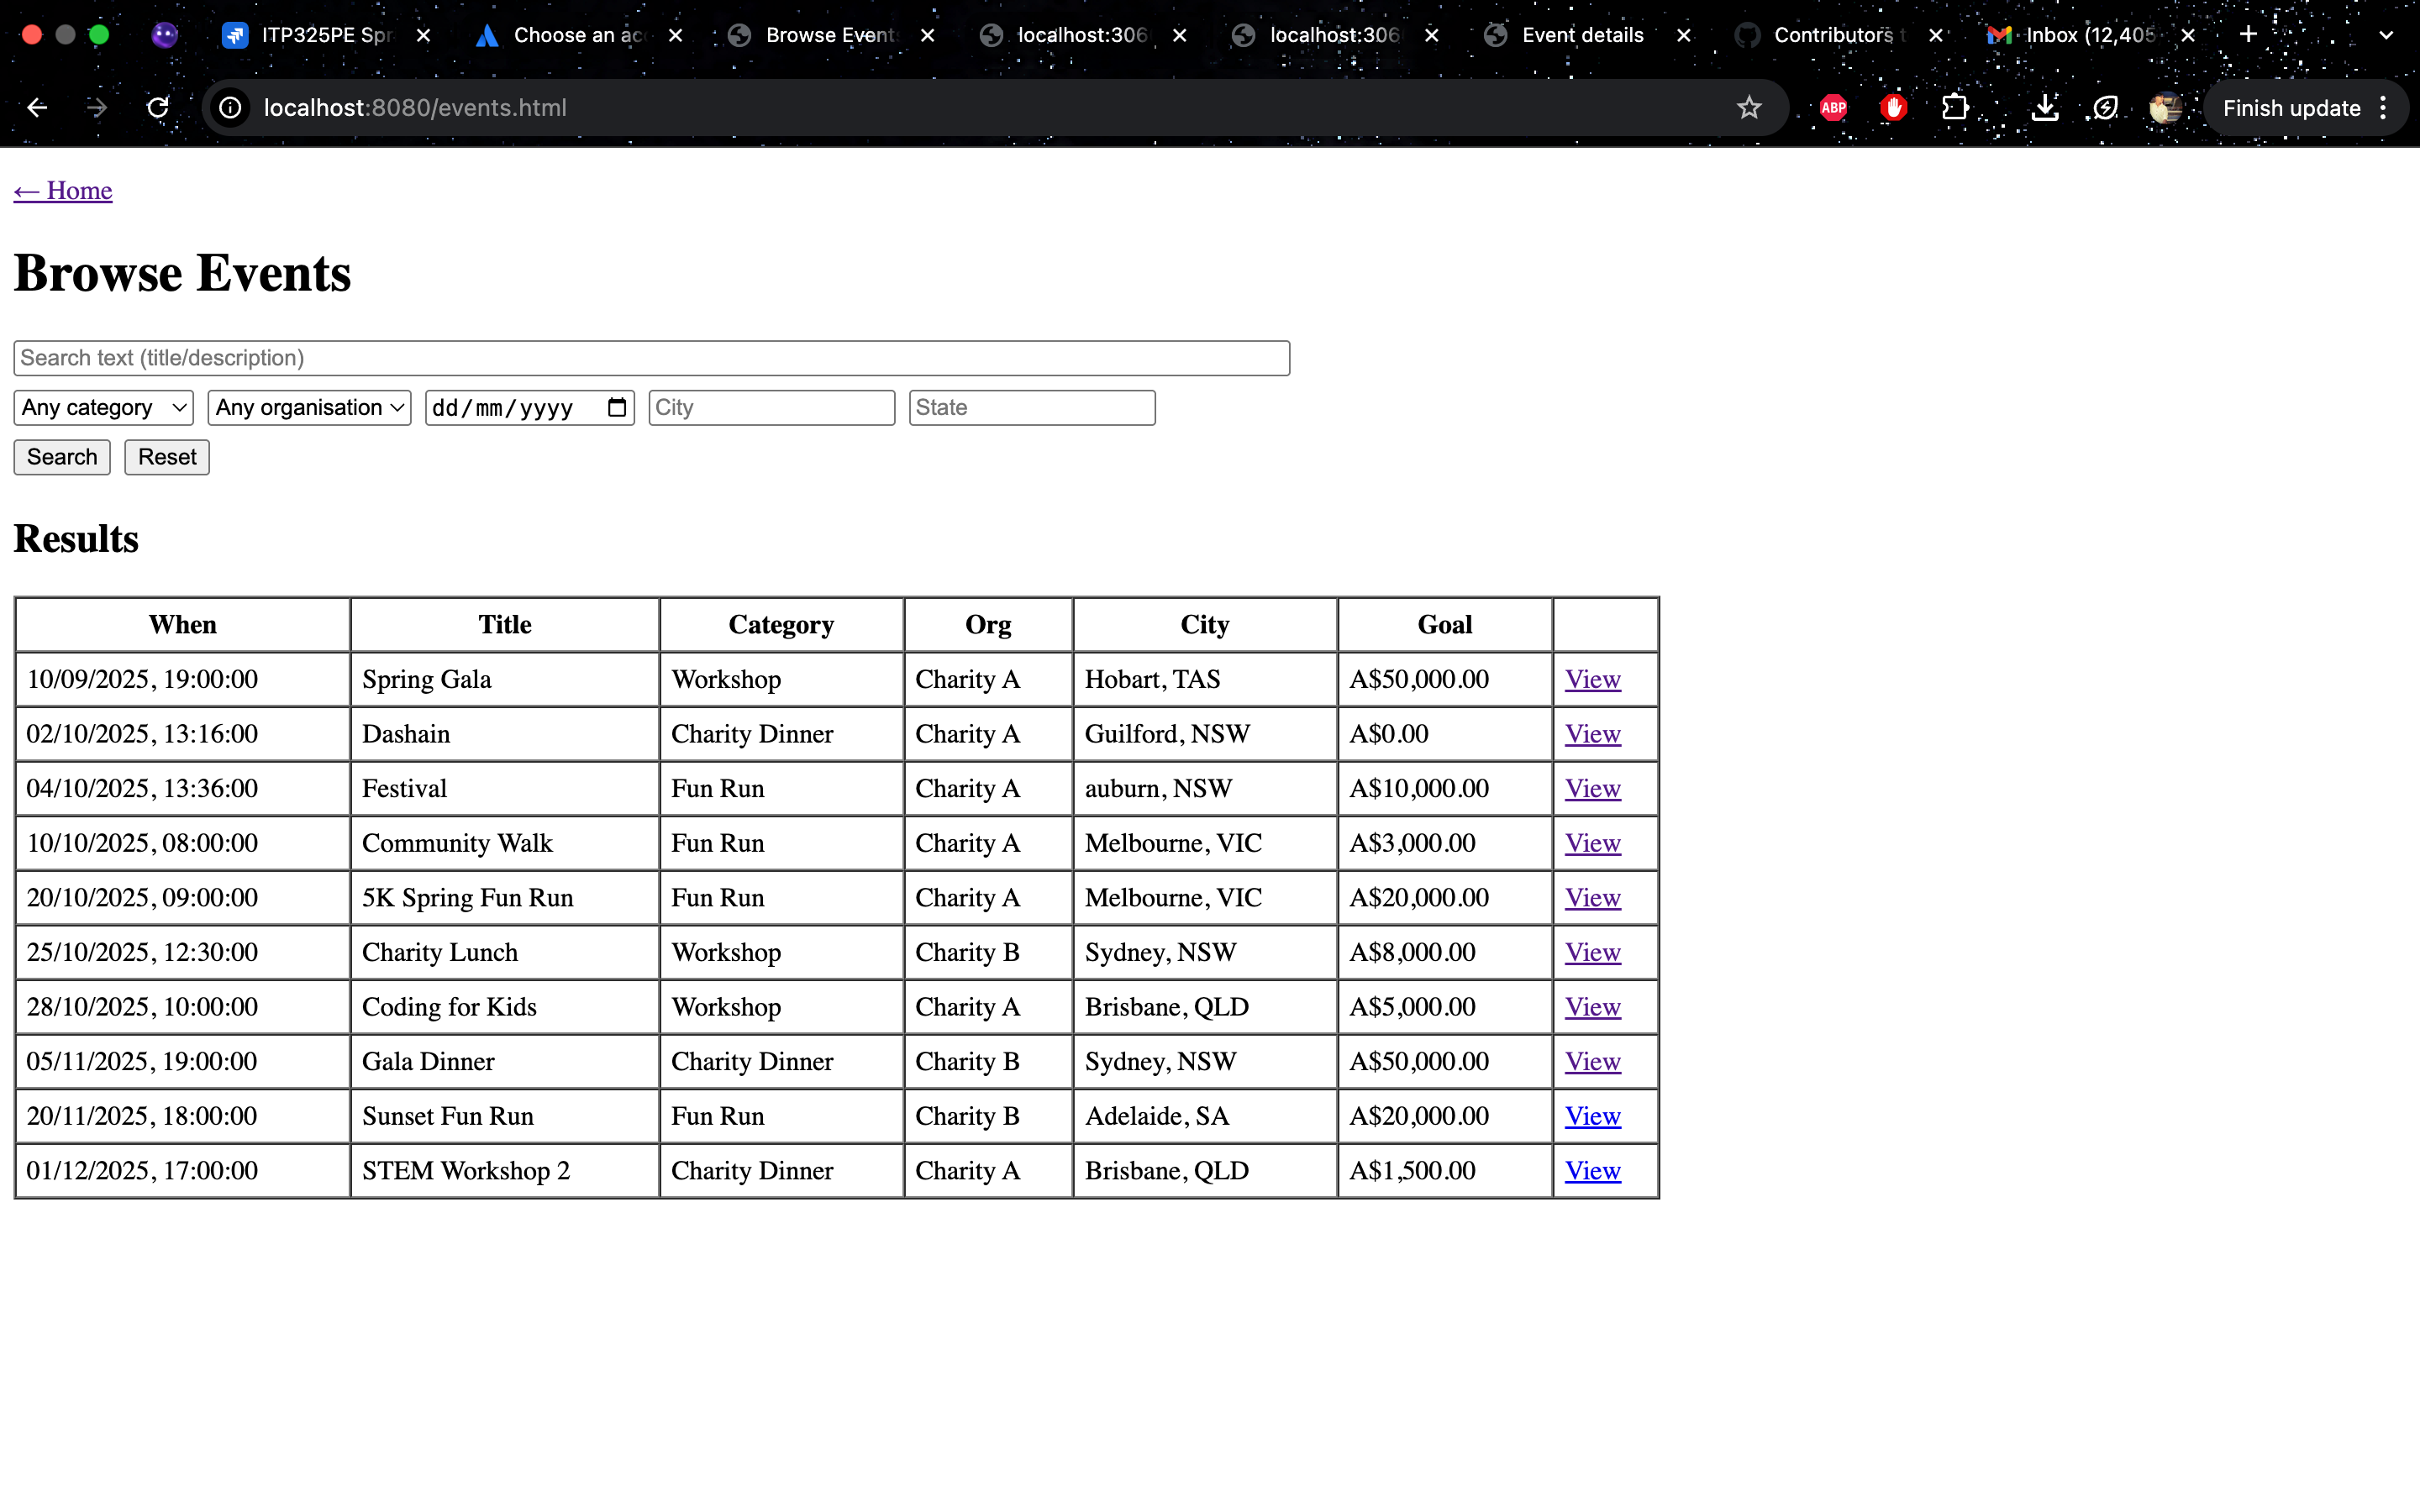 ITP325PE Spr
Choose an ac
Browse Event
localhost:306
localhost:306
Event details
Contributors t
Inbox (12,405
localhost:8080/events.html
ABP
Finish update
← Home
Browse Events
Search text (title/description)
Any category Any organisation dd/mm/yyyy City State
Search Reset
Results
When Title Category Org City Goal
10/09/2025, 19:00:00 Spring Gala Workshop Charity A Hobart, TAS A$50,000.00 View
02/10/2025, 13:16:00 Dashain Charity Dinner Charity A Guilford, NSW A$0.00 View
04/10/2025, 13:36:00 Festival Fun Run Charity A auburn, NSW A$10,000.00 View
10/10/2025, 08:00:00 Community Walk Fun Run Charity A Melbourne, VIC A$3,000.00 View
20/10/2025, 09:00:00 5K Spring Fun Run Fun Run Charity A Melbourne, VIC A$20,000.00 View
25/10/2025, 12:30:00 Charity Lunch Workshop Charity B Sydney, NSW A$8,000.00 View
28/10/2025, 10:00:00 Coding for Kids Workshop Charity A Brisbane, QLD A$5,000.00 View
05/11/2025, 19:00:00 Gala Dinner Charity Dinner Charity B Sydney, NSW A$50,000.00 View
20/11/2025, 18:00:00 Sunset Fun Run Fun Run Charity B Adelaide, SA A$20,000.00 View
01/12/2025, 17:00:00 STEM Workshop 2 Charity Dinner Charity A Brisbane, QLD A$1,500.00 View